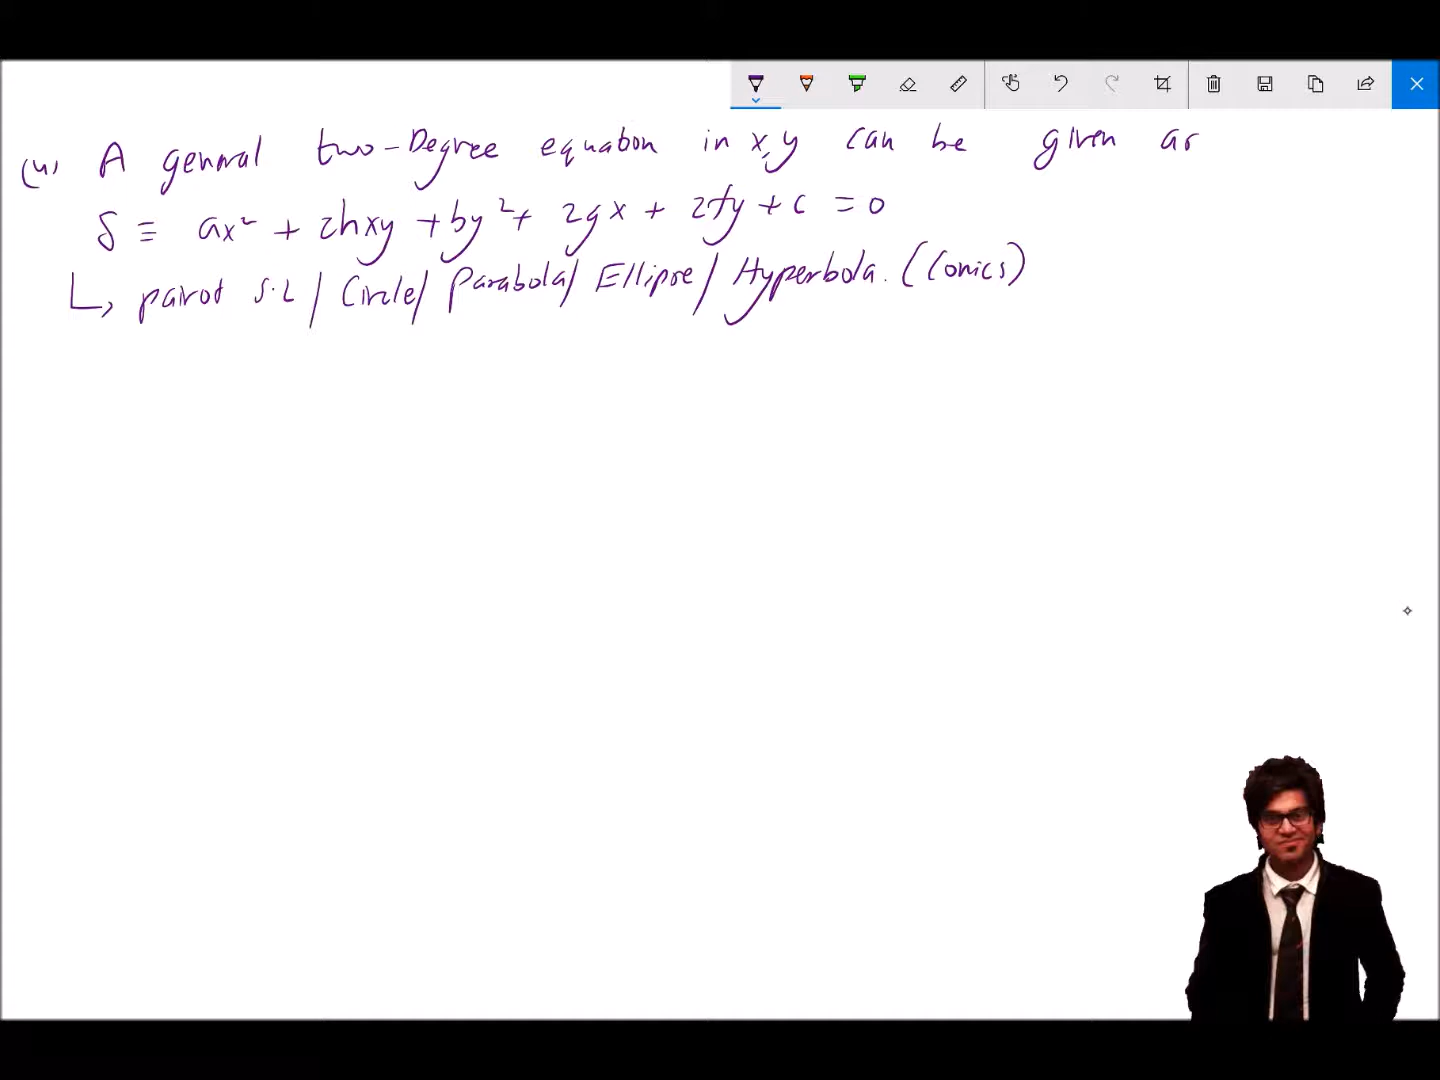 (4) A general two-Degree equation in x,y can be given as
S ≡ ax² + 2hxy + by² + 2gx + 2fy + c = 0
↳ pair of S.L / Circle / Parabola / Ellipse / Hyperbola. (Conics)